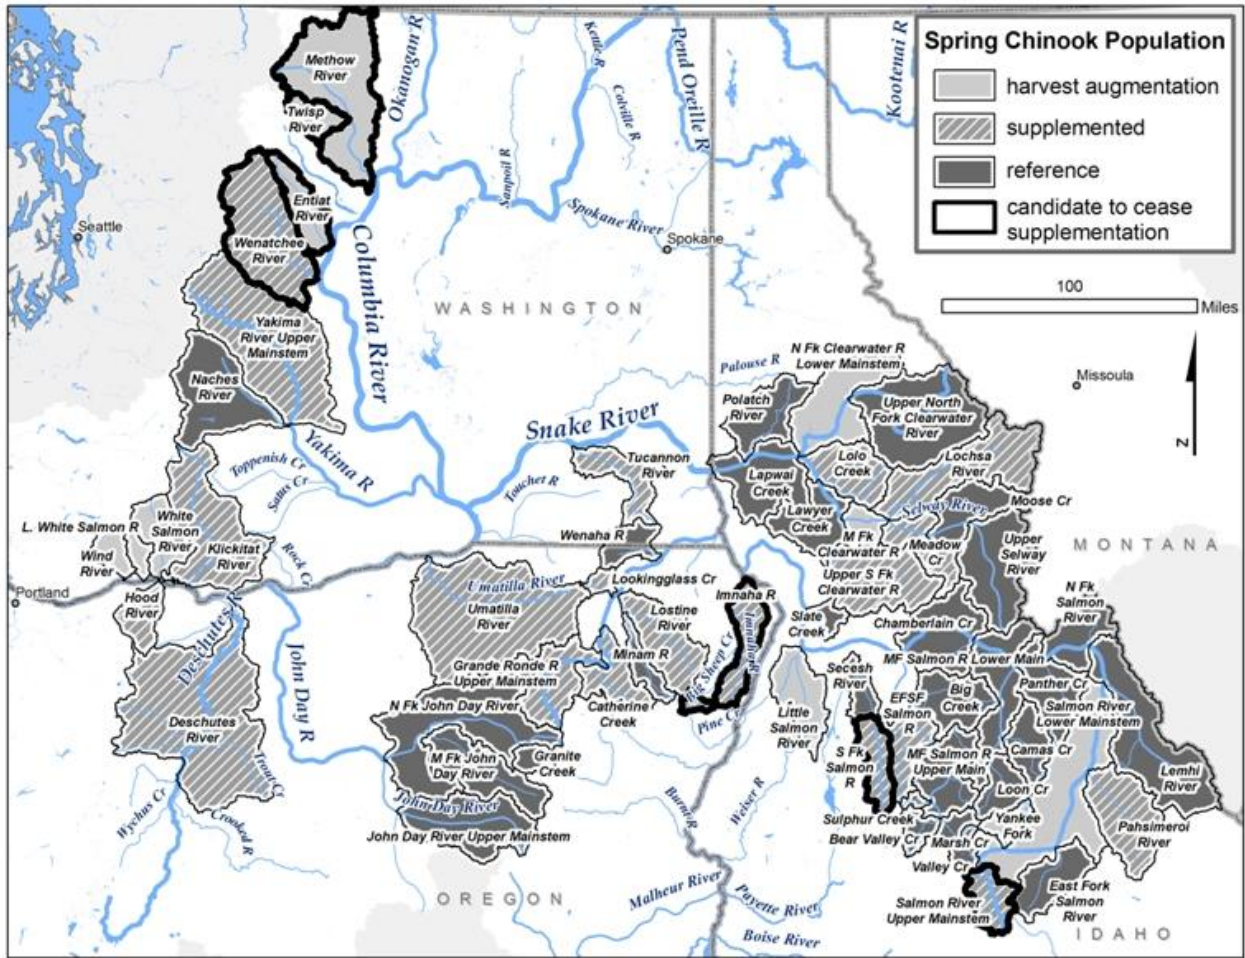 Spring Chinook Population
harvest augmentation
supplemented
reference
candidate to cease
supplementation
100
Miles
N
Methow
River
Okanogan R
Kettle R
Pend Oreille R
Kootenai R
Twisp
River
Colville R
Sanpoil R
Entiat
River
Spokane River
Spokane
Seattle
Wenatchee
River
Columbia River
WASHINGTON
Yakima
River Upper
Mainstem
Naches
River
Palouse R
N Fk Clearwater R
Lower Mainstem
Missoula
Polatch
River
Upper North
Fork Clearwater
River
Snake River
Yakima R
Toppenish Cr
Satus Cr
Touchet R
Tucannon
River
Lapwai
Creek
Lolo
Creek
Lochsa
River
Lawyer
Creek
Selway River
Moose Cr
L. White Salmon R
White
Salmon
River
Wind
River
Klickitat
River
Rock Cr
Wenaha R
M Fk
Clearwater R
Meadow
Cr
Upper
Selway
River
MONTANA
Upper S Fk
Clearwater R
Portland
Hood
River
Deschutes R
Umatilla River
Umatilla
River
Lookingglass Cr
Lostine
River
Imnaha R
Imnaha R
Slate
Creek
Chamberlain Cr
N Fk
Salmon
River
John Day R
Minam R
Big Sheep Cr
Grande Ronde R
Upper Mainstem
Catherine
Creek
Pine Cr
MF Salmon R Lower Main
Secesh
River
EFSF
Salmon
R
Big
Creek
Panther Cr
Salmon River
Lower Mainstem
N Fk John Day River
Deschutes
River
Trout Cr
Little
Salmon
River
S Fk
Salmon
R
MF Salmon R
Upper Main
Camas Cr
Loon Cr
Lemhi
River
M Fk John
Day River
Granite
Creek
John Day River
John Day River Upper Mainstem
Wychus Cr
Crooked R
Burnt R
Weiser R
Sulphur Creek
Bear Valley Cr
Marsh Cr
Yankee
Fork
Pahsimeroi
River
Valley Cr
Salmon River
Upper Mainstem
East Fork
Salmon
River
OREGON
Malheur River
Payette River
Boise River
IDAHO